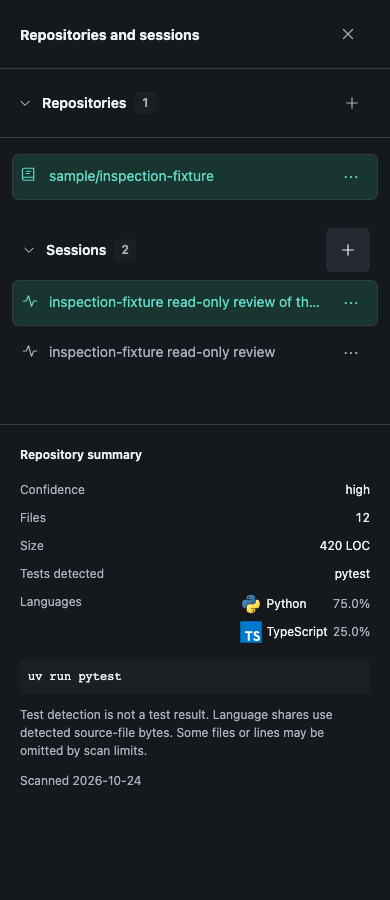 Repositories and sessions
Repositories 1
sample/inspection-fixture
Sessions 2
inspection-fixture read-only review of th...
inspection-fixture read-only review
Repository summary
Confidence high
Files 12
Size 420 LOC
Tests detected pytest
Languages Python 75.0%
TS TypeScript 25.0%
uv run pytest
Test detection is not a test result. Language shares use
detected source-file bytes. Some files or lines may be
omitted by scan limits.
Scanned 2026-10-24